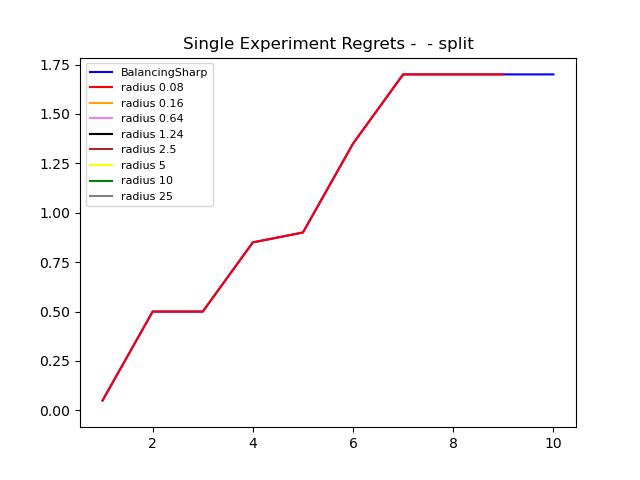 Single Experiment Regrets -  - split
1.75
1.50
1.25
1.00
0.75
0.50
0.25
0.00
BalancingSharp
radius 0.08
radius 0.16
radius 0.64
radius 1.24
radius 2.5
radius 5
radius 10
radius 25
2
4
6
8
10